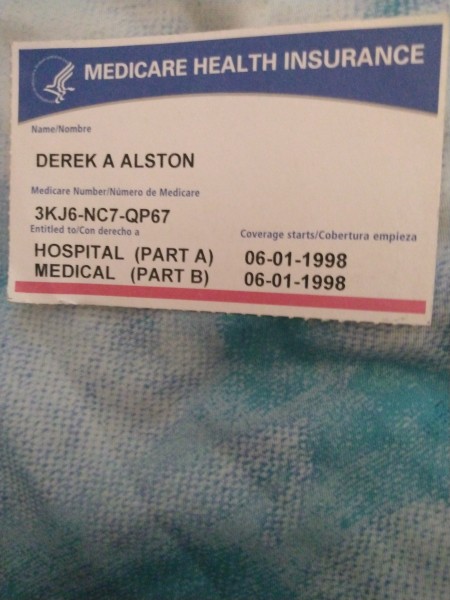 MEDICARE HEALTH INSURANCE
Name/Nombre
DEREK A ALSTON
Medicare Number/Número de Medicare
3KJ6-NC7-QP67
Entitled to/Con derecho a Coverage starts/Cobertura empieza
HOSPITAL (PART A) 06-01-1998
MEDICAL (PART B) 06-01-1998